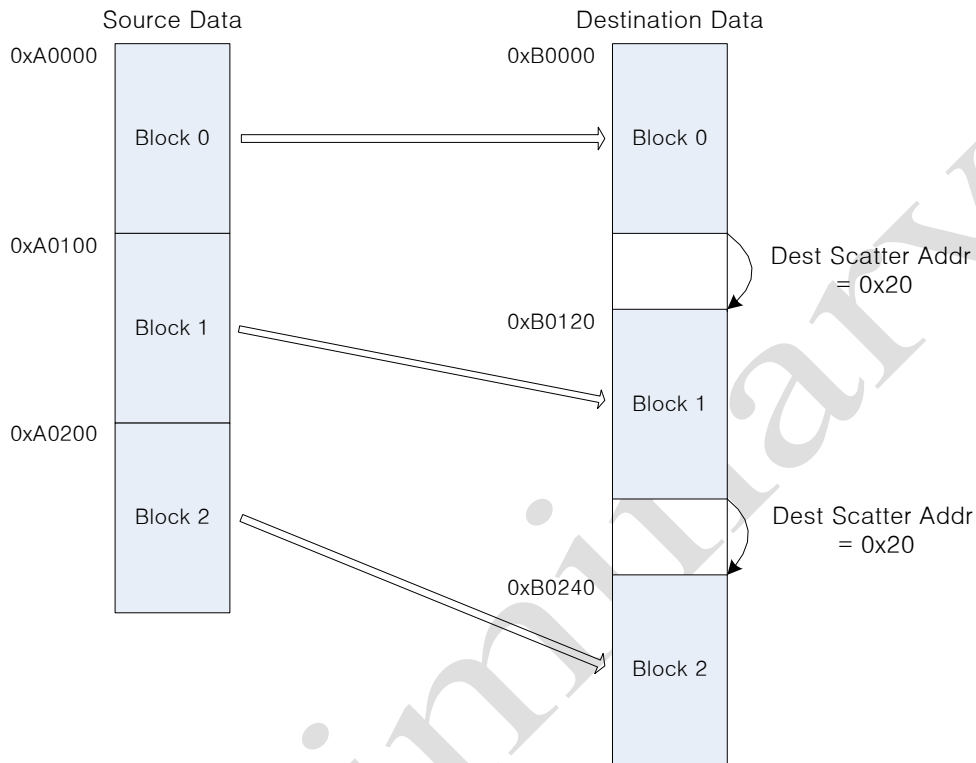 Source Data
Destination Data
0xA0000
0xB0000
Block 0
Block 0
0xA0100
Dest Scatter Addr
= 0x20
0xB0120
Block 1
Block 1
0xA0200
Block 2
Dest Scatter Addr
= 0x20
0xB0240
Block 2